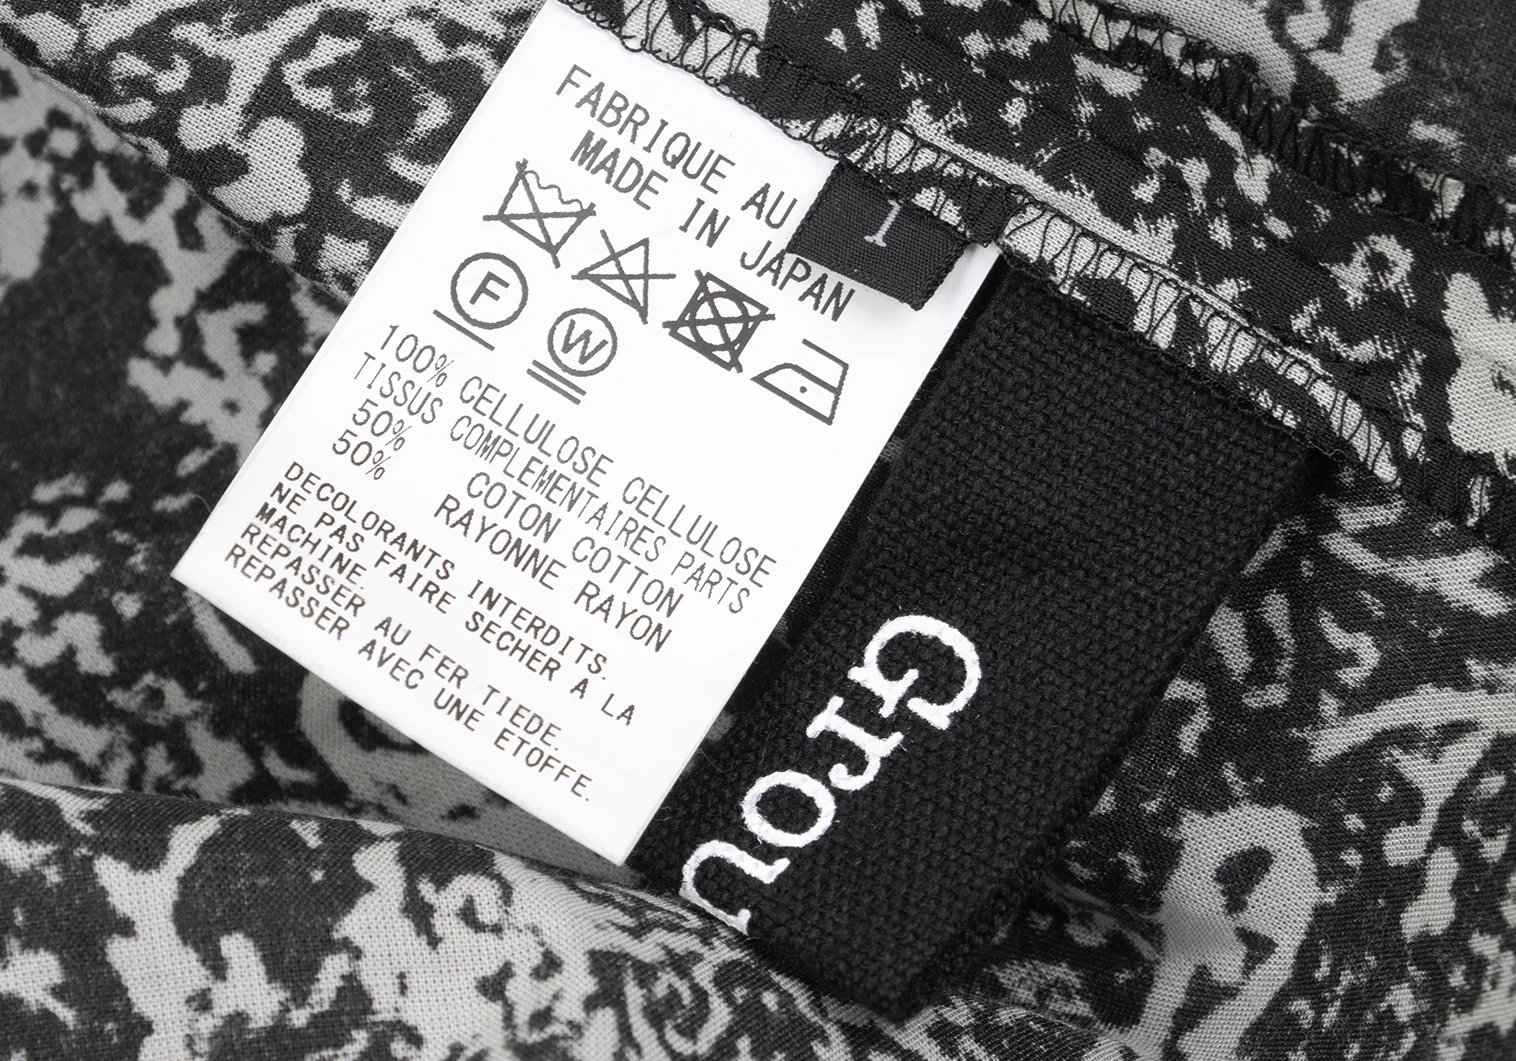 FABRIQUE AU
MADE IN JAPAN
1
F
W
100% CELLULOSE CELLULOSE
TISSUS COMPLEMENTAIRES PARTS
50% COTON COTTON
50% RAYONNE RAYON
DECOLORANTS INTERDITS.
NE PAS FAIRE SECHER A LA
MACHINE.
REPASSER AU FER TIEDE.
REPASSER AVEC UNE ETOFFE.
Grou